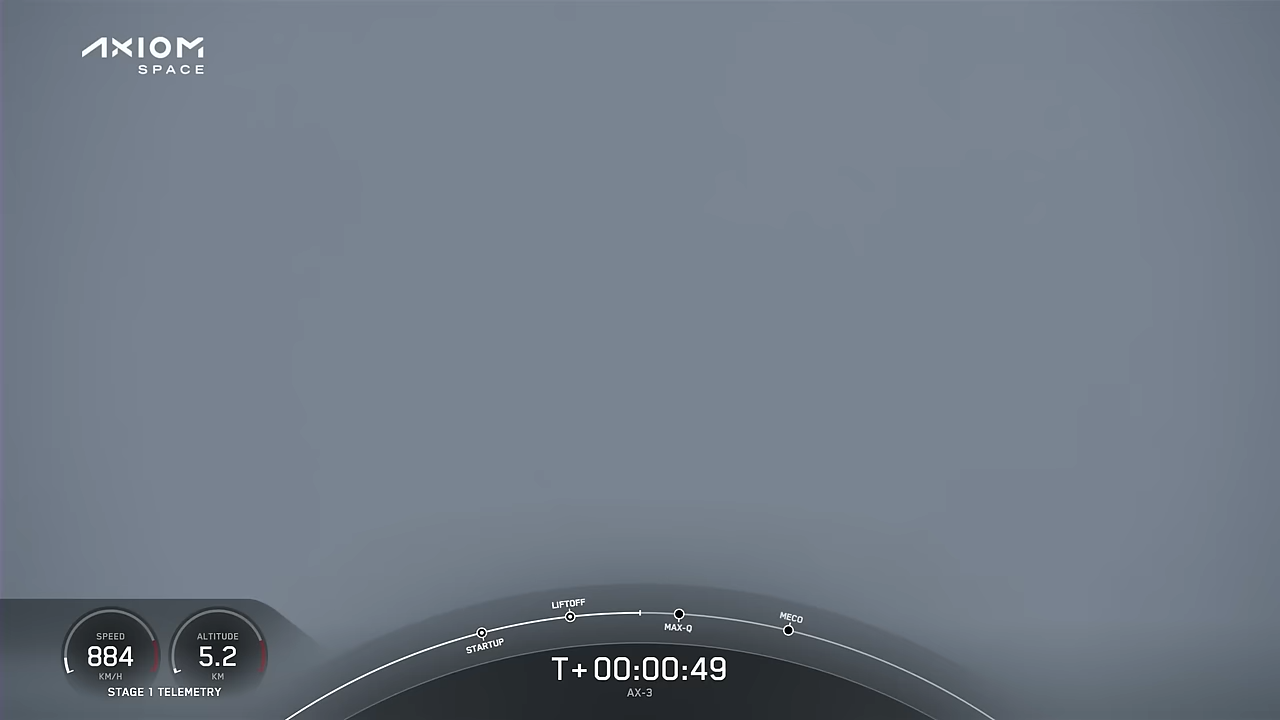 AXIOM
SPACE
LIFTOFF
MECO
MAX-Q
STARTUP
SPEED
884
KM/H
ALTITUDE
5.2
KM
STAGE 1 TELEMETRY
T+00:00:49
AX-3